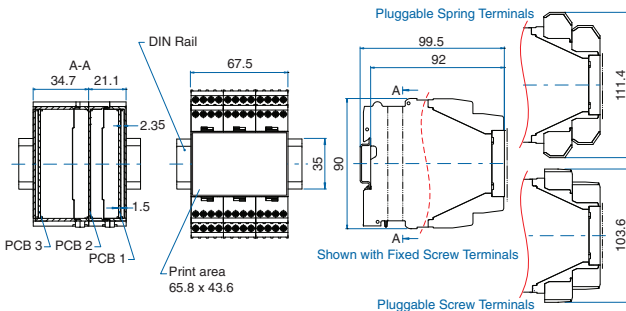 Pluggable Spring Terminals
DIN Rail
A-A
34.7
21.1
67.5
99.5
92
A
2.35
1.5
35
90
111.4
PCB 3
PCB 2
PCB 1
Print area
65.8 x 43.6
A
Shown with Fixed Screw Terminals
103.6
Pluggable Screw Terminals